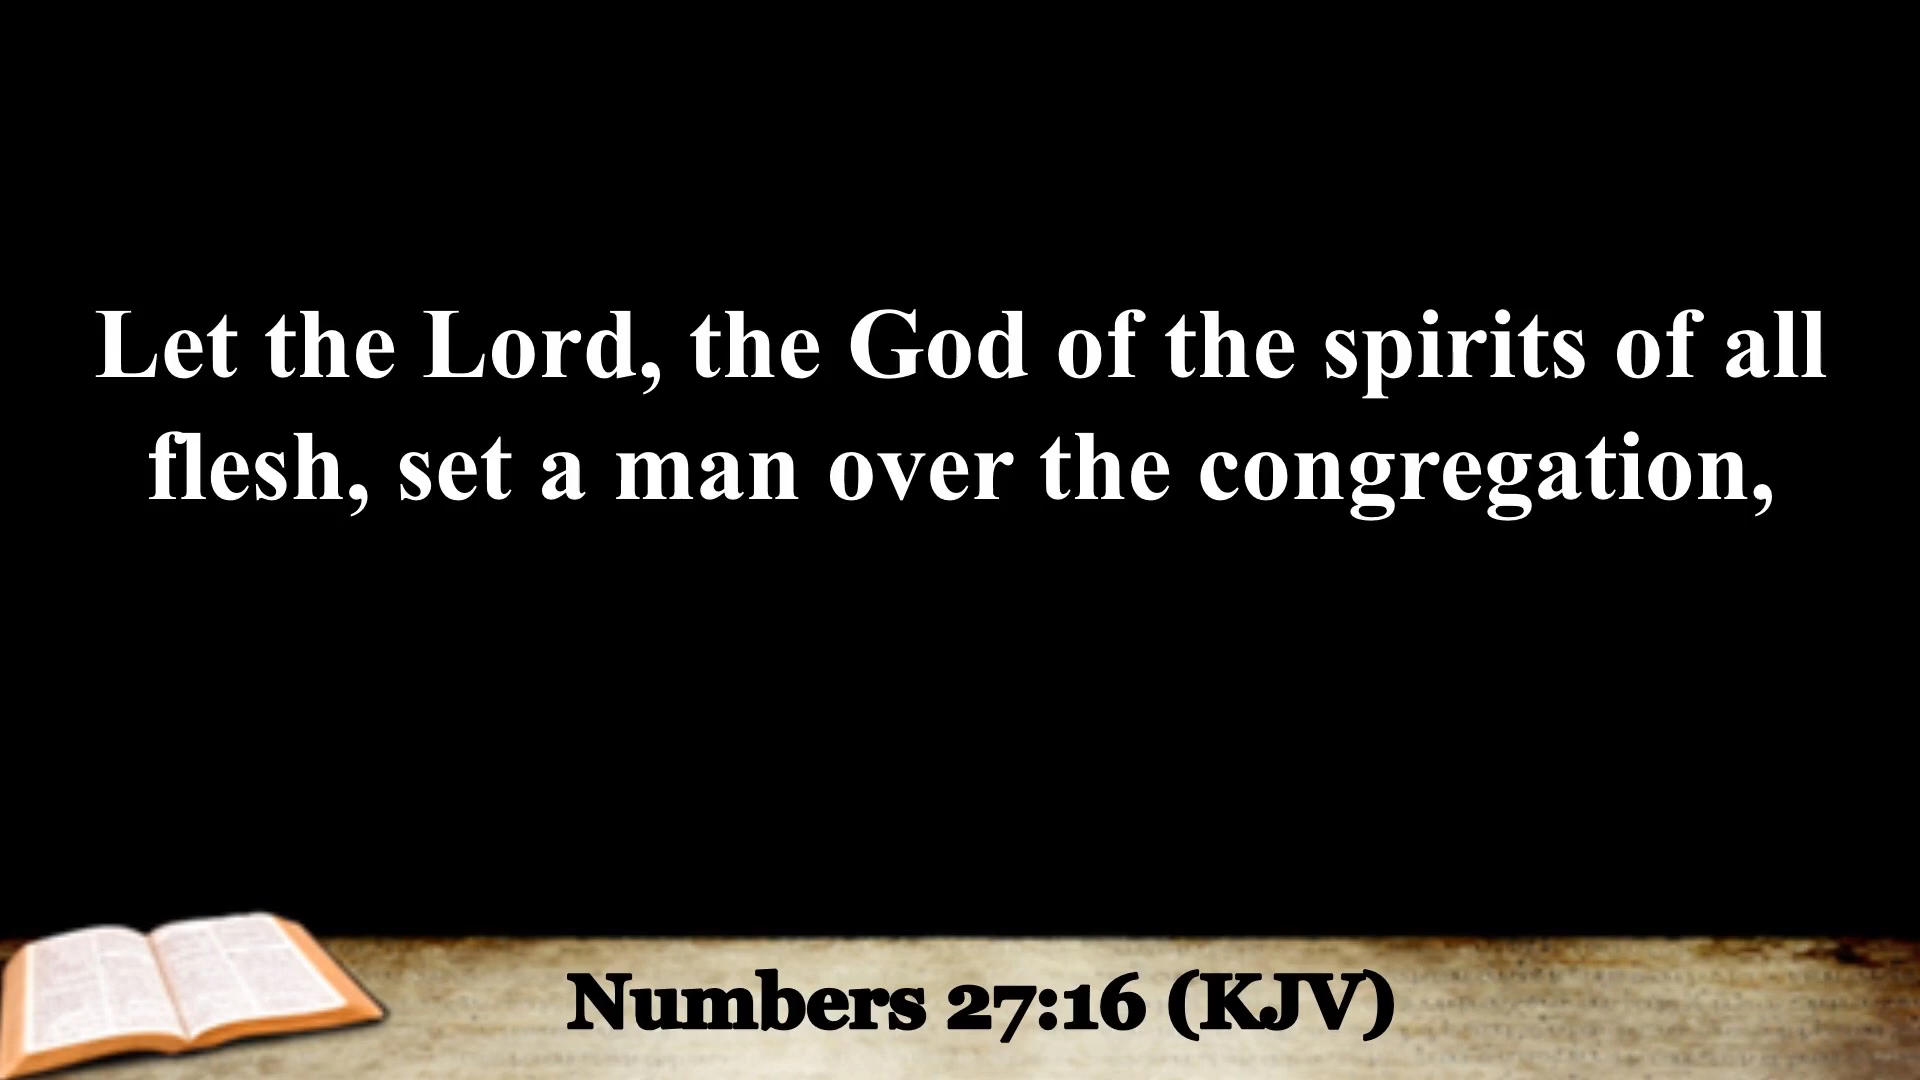 Let the Lord, the God of the spirits of all
flesh, set a man over the congregation,
Numbers 27:16 (KJV)